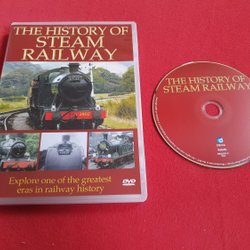 THE HISTORY OF
STEAM
RAILWAY
Explore one of the greatest
eras in railway history
DVD
THE HISTORY OF
STEAM RAILWAY